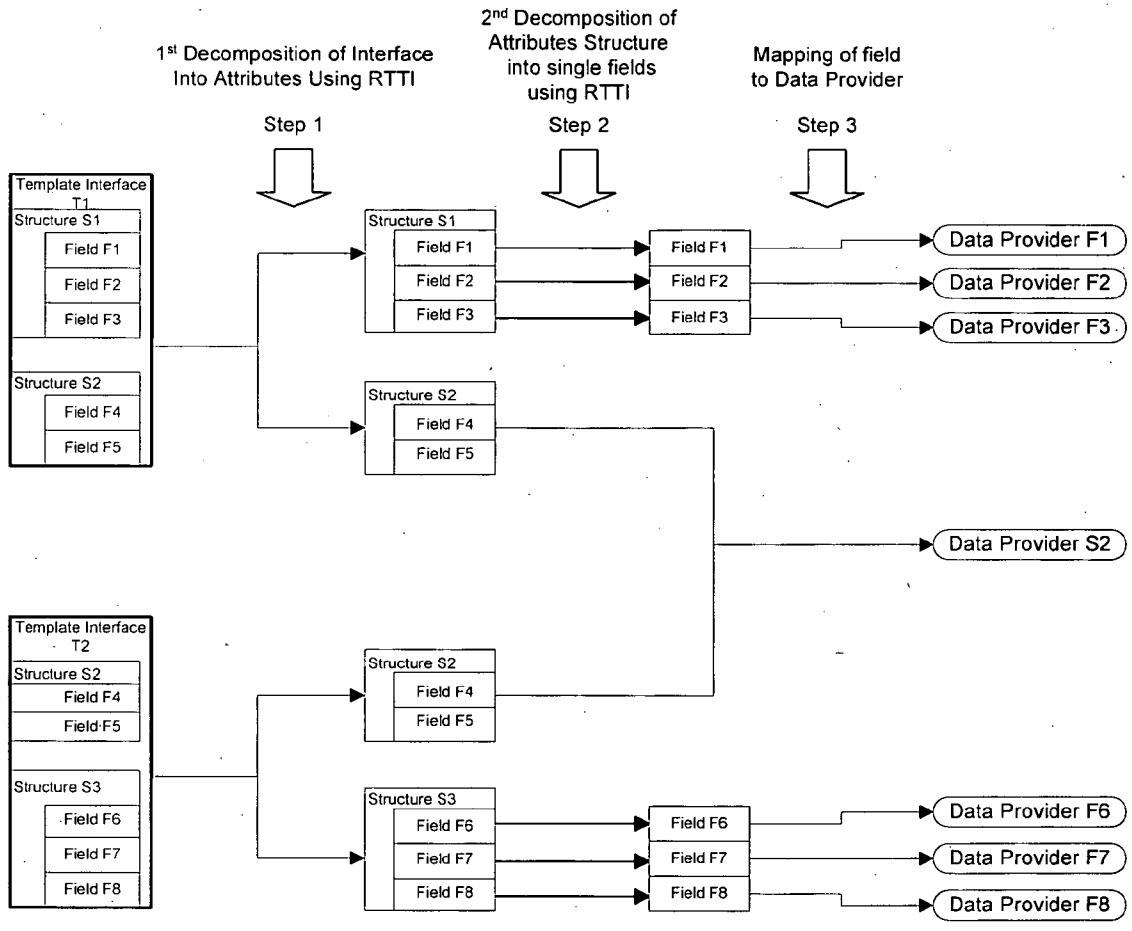 1st Decomposition of Interface
Into Attributes Using RTTI
Step 1
2nd Decomposition of
Attributes Structure
into single fields
using RTTI
Step 2
Mapping of field
to Data Provider
Step 3
Template Interface
T1
Structure S1
Field F1
Field F2
Field F3
Structure S2
Field F4
Field F5
Structure S1
Field F1
Field F2
Field F3
Structure S2
Field F4
Field F5
Field F1
Field F2
Field F3
Data Provider F1
Data Provider F2
Data Provider F3
Data Provider S2
Template Interface
T2
Structure S2
Field F4
Field F5
Structure S3
Field F6
Field F7
Field F8
Structure S2
Field F4
Field F5
Structure S3
Field F6
Field F7
Field F8
Field F6
Field F7
Field F8
Data Provider F6
Data Provider F7
Data Provider F8